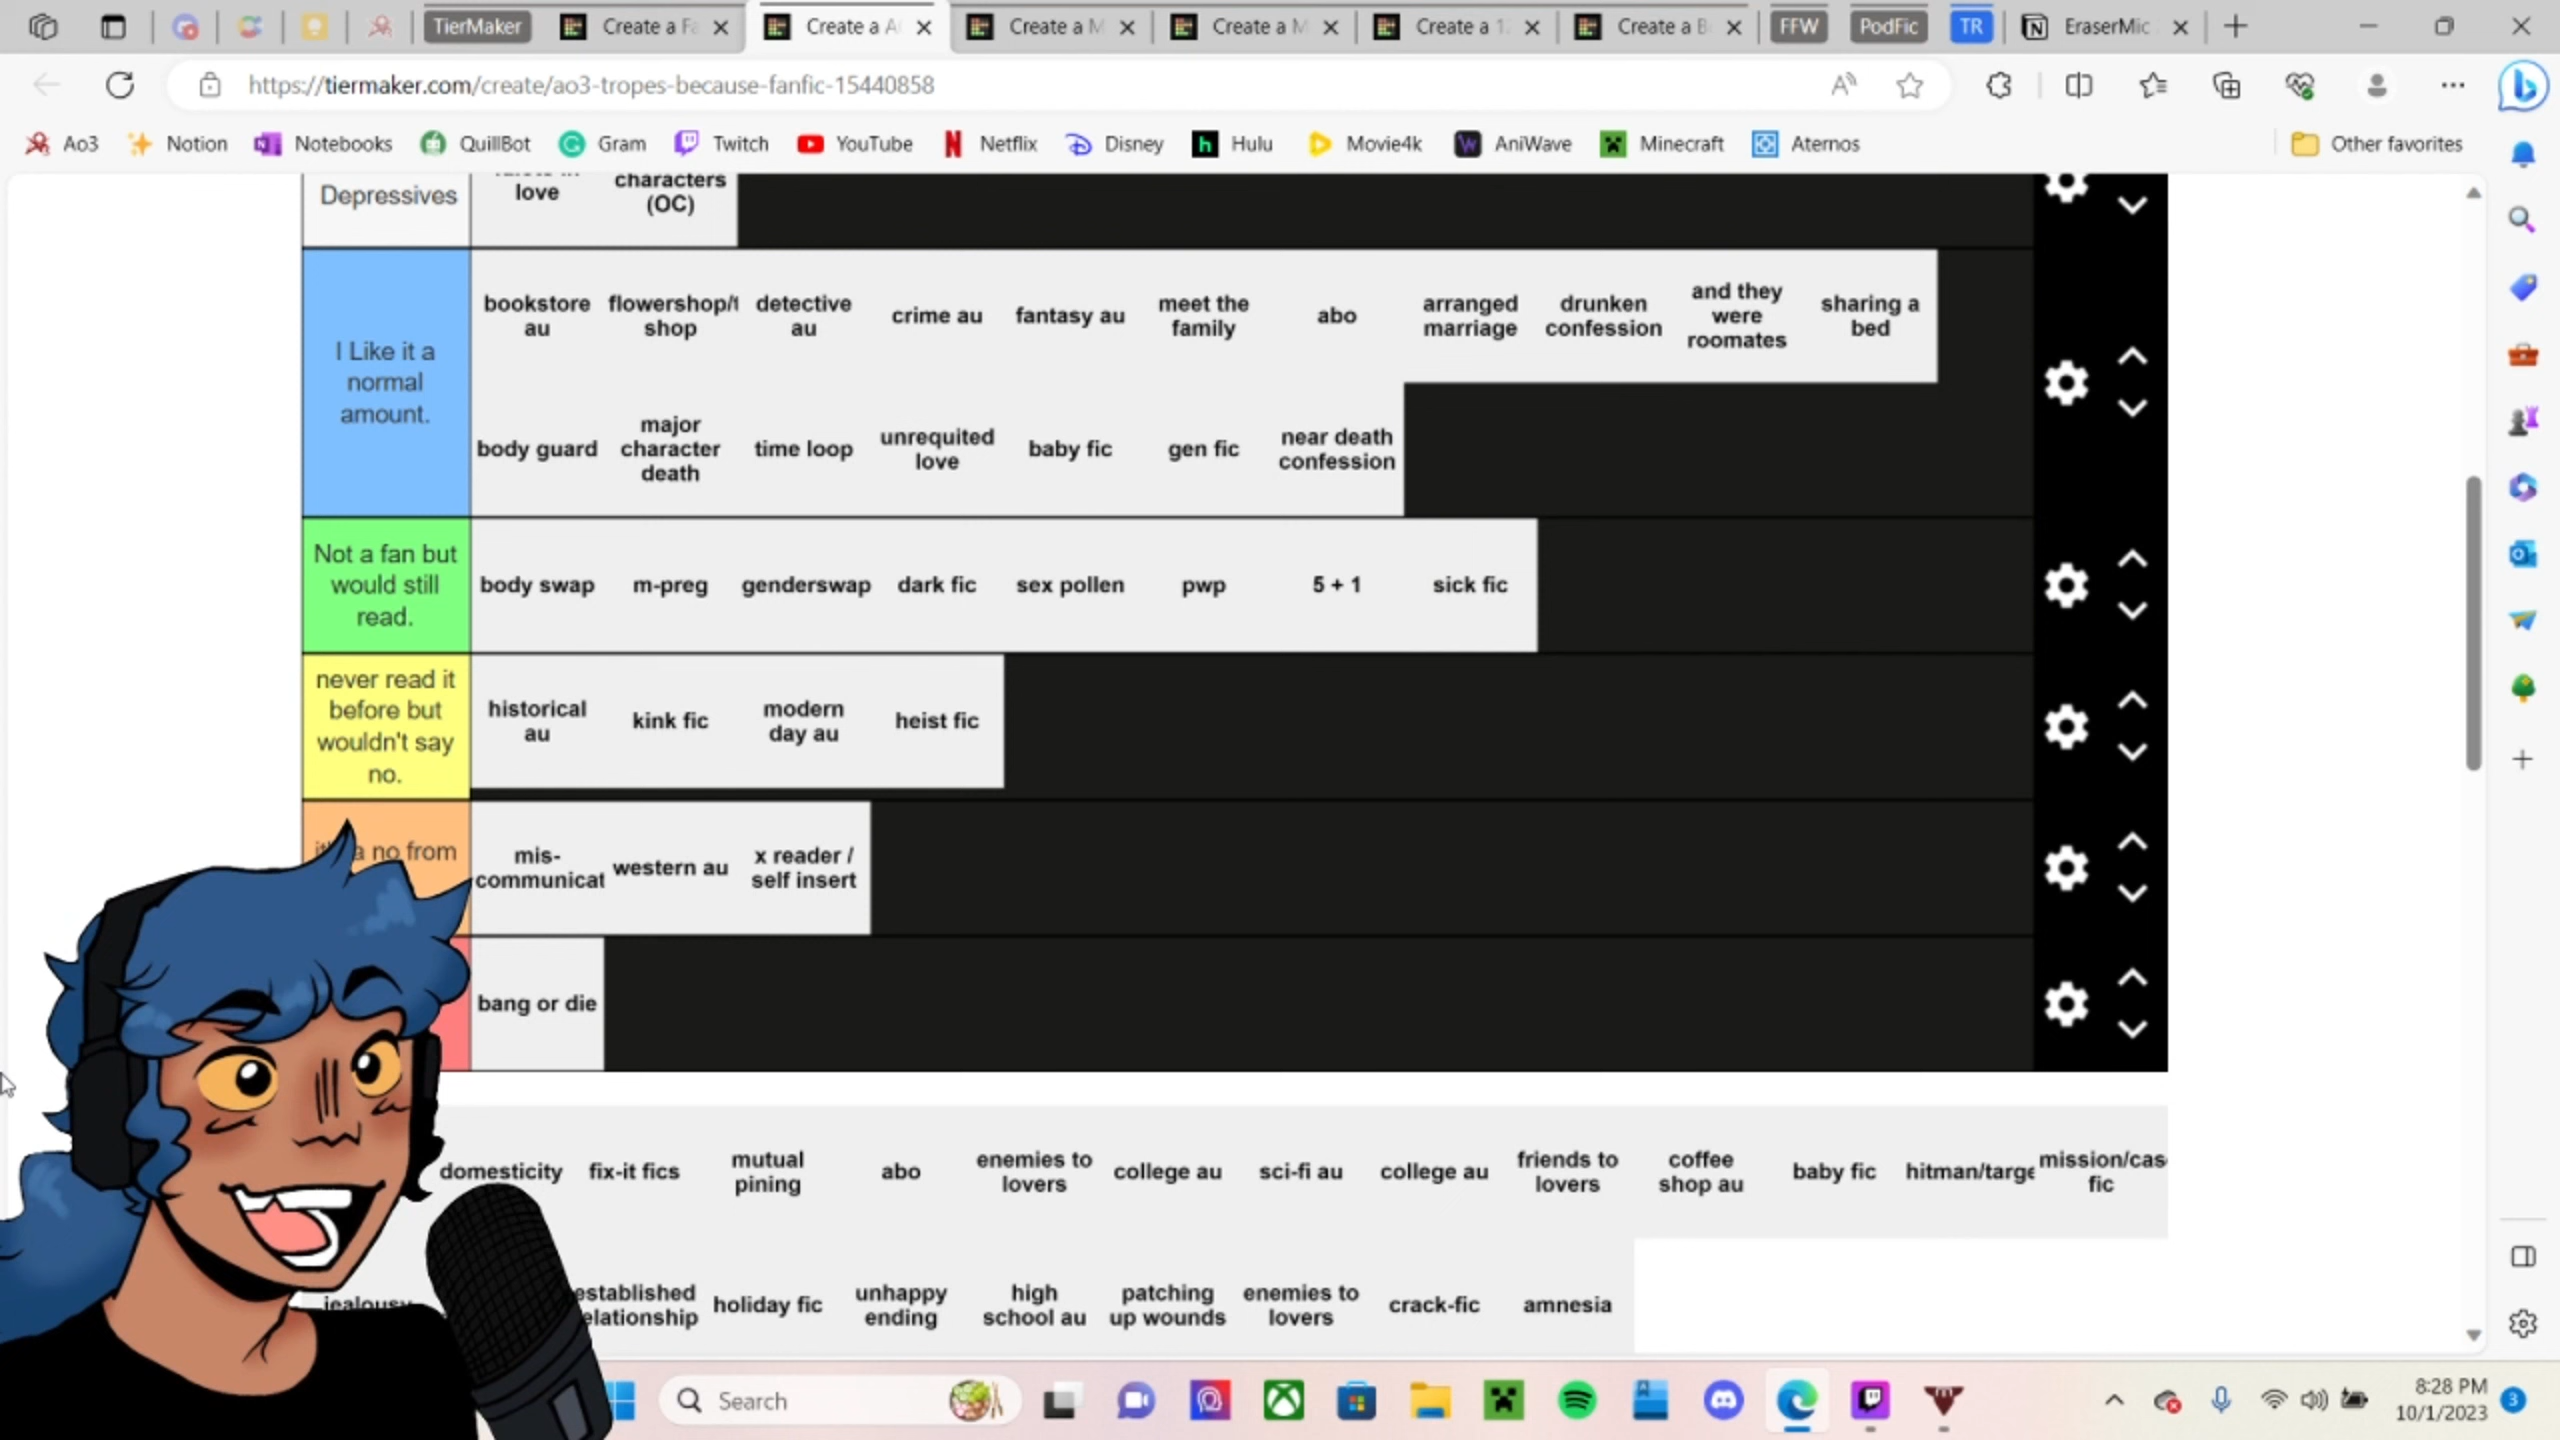 TierMaker
Create a Fa
Create a A
Create a M
Create a M
Create a 1
Create a B
FFW
PodFic
TR
EraserMic
https://tiermaker.com/create/ao3-tropes-because-fanfic-15440858
Ao3
Notion
Notebooks
QuillBot
Gram
Twitch
YouTube
Netflix
Disney
Hulu
Movie4k
AniWave
Minecraft
Aternos
Other favorites
Depressives
love
characters
(OC)
I Like it a
normal
amount.
bookstore
au
flowershop/t
shop
detective
au
crime au
fantasy au
meet the
family
abo
arranged
marriage
drunken
confession
and they
were
roomates
sharing a
bed
body guard
major
character
death
time loop
unrequited
love
baby fic
gen fic
near death
confession
Not a fan but
would still
read.
body swap
m-preg
genderswap
dark fic
sex pollen
pwp
5 + 1
sick fic
never read it
before but
wouldn't say
no.
historical
au
kink fic
modern
day au
heist fic
a no from
mis-
communicat
western au
x reader /
self insert
bang or die
domesticity
fix-it fics
mutual
pining
abo
enemies to
lovers
college au
sci-fi au
college au
friends to
lovers
coffee
shop au
baby fic
hitman/targe
mission/cas
fic
jealousy
established
elationship
holiday fic
unhappy
ending
high
school au
patching
up wounds
enemies to
lovers
crack-fic
amnesia
Search
8:28 PM
10/1/2023
3